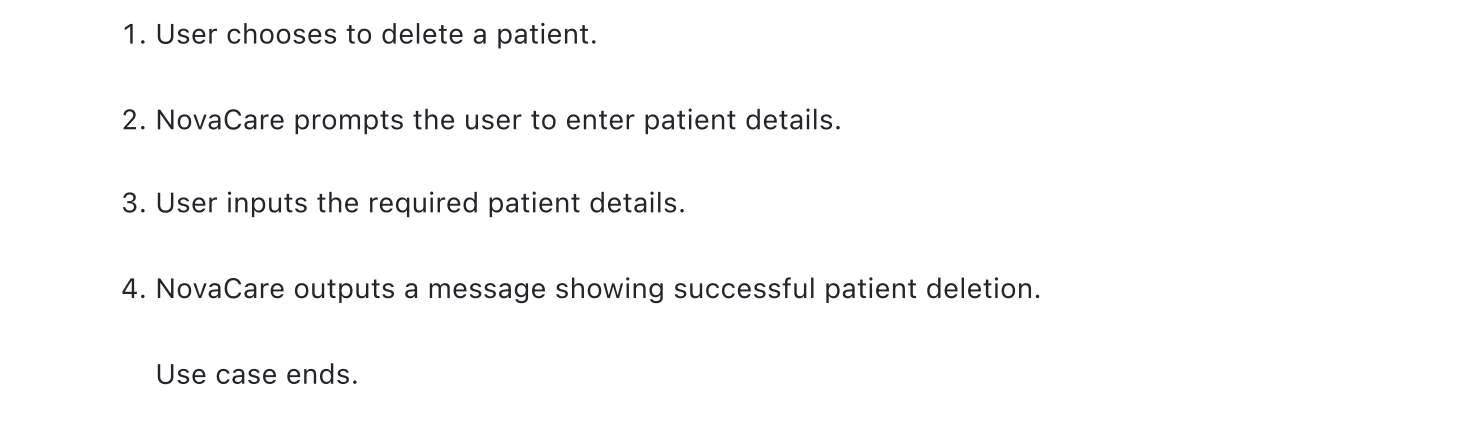 1. User chooses to delete a patient.
2. NovaCare prompts the user to enter patient details.
3. User inputs the required patient details.
4. NovaCare outputs a message showing successful patient deletion.
Use case ends.